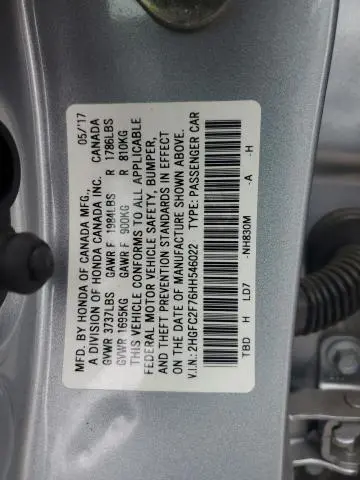 MFD. BY HONDA OF CANADA MFG., 05/'17
A DIVISION OF HONDA CANADA INC. CANADA
GVWR 3737LBS GAWR F 1984LBS R 1786LBS
GVWR 1695KG GAWR F 900KG R 810KG
THIS VEHICLE CONFORMS TO ALL APPLICABLE
FEDERAL MOTOR VEHICLE SAFETY, BUMPER,
AND THEFT PREVENTION STANDARDS IN EFFECT
ON THE DATE OF MANUFACTURE SHOWN ABOVE.
V.I.N.: 2HGFC2F76HH546022 TYPE: PASSENGER CAR
TBD H LD7 -NH830M -A -H